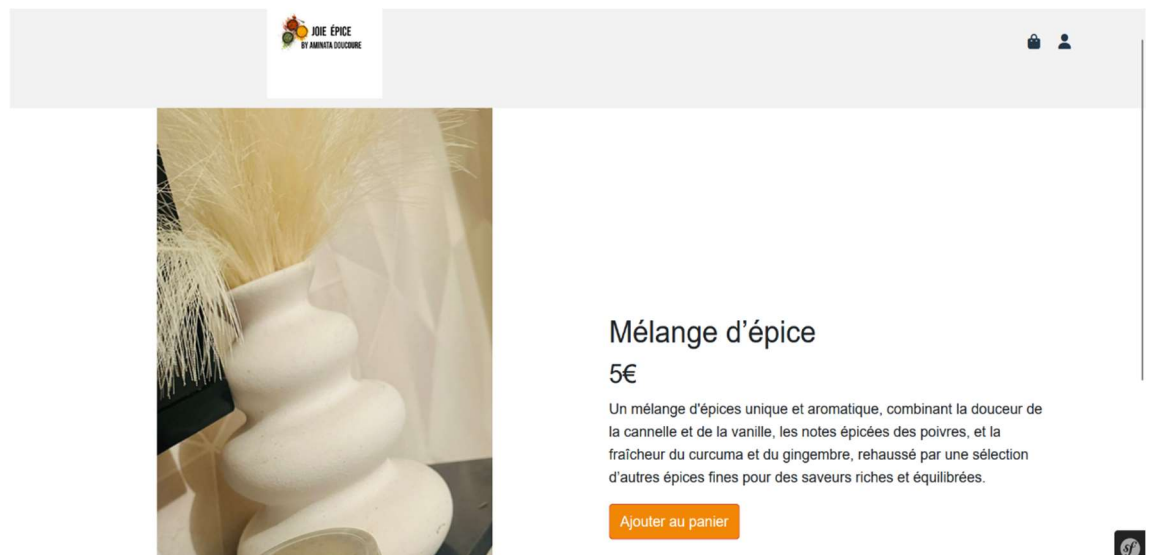 JOIE ÉPICE
BY AMINATA DOUCOURE
Mélange d’épice
5€
Un mélange d'épices unique et aromatique, combinant la douceur de
la cannelle et de la vanille, les notes épicées des poivres, et la
fraîcheur du curcuma et du gingembre, rehaussé par une sélection
d’autres épices fines pour des saveurs riches et équilibrées.
Ajouter au panier
sf